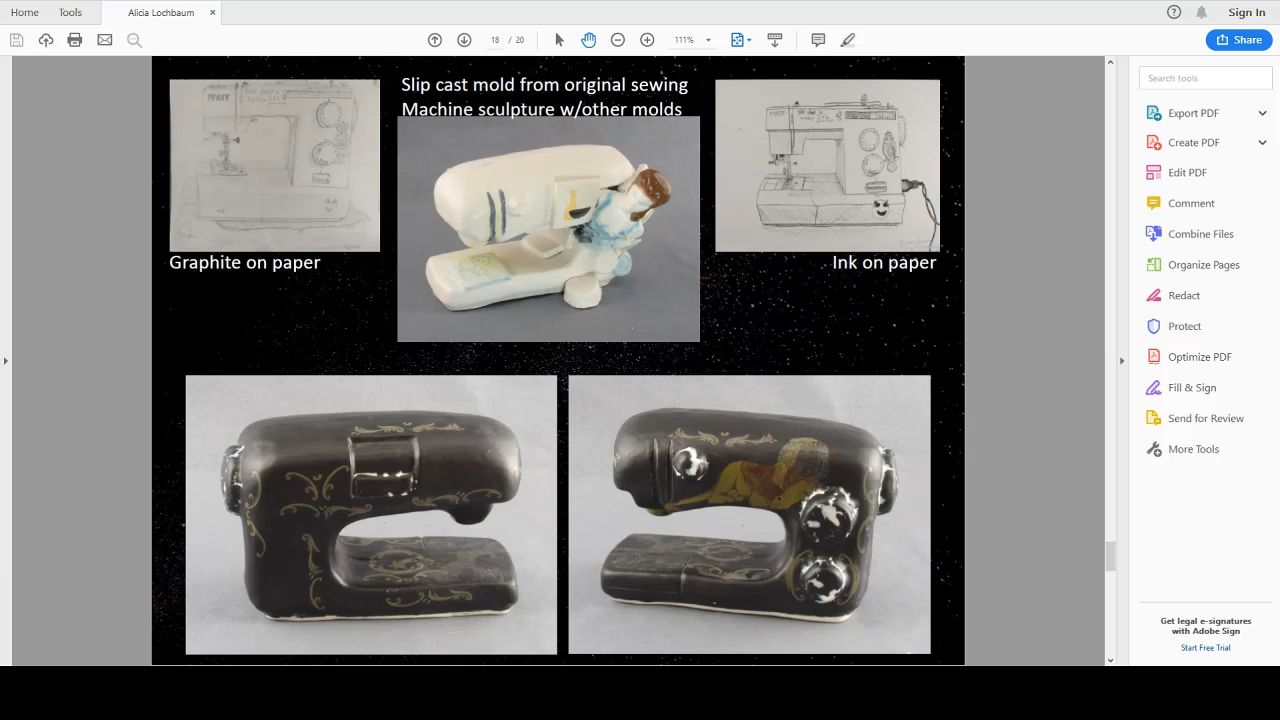 Home
Tools
Alicia Lochbaum
×
Sign In
18 / 20
111%
Share
Slip cast mold from original sewing
Machine sculpture w/other molds
PFAFF
Graphite on paper
Ink on paper
Search tools
Export PDF
Create PDF
Edit PDF
Comment
Combine Files
Organize Pages
Redact
Protect
Optimize PDF
Fill & Sign
Send for Review
More Tools
Get legal e-signatures
with Adobe Sign
Start Free Trial